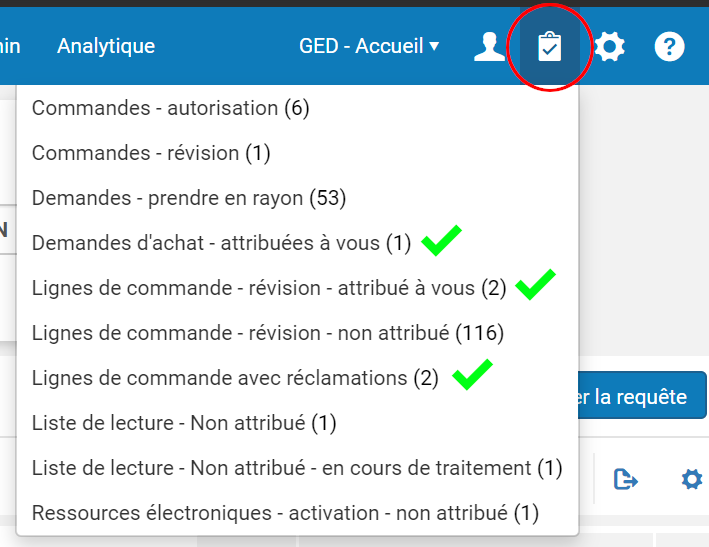 in Analytique GED - Accueil ▾ ?
Commandes - autorisation (6)
Commandes - révision (1)
Demandes - prendre en rayon (53)
N
Demandes d'achat - attribuées à vous (1)
Lignes de commande - révision - attribué à vous (2)
Lignes de commande - révision - non attribué (116)
Lignes de commande avec réclamations (2)
er la requête
Liste de lecture - Non attribué (1)
Liste de lecture - Non attribué - en cours de traitement (1)
Ressources électroniques - activation - non attribué (1)